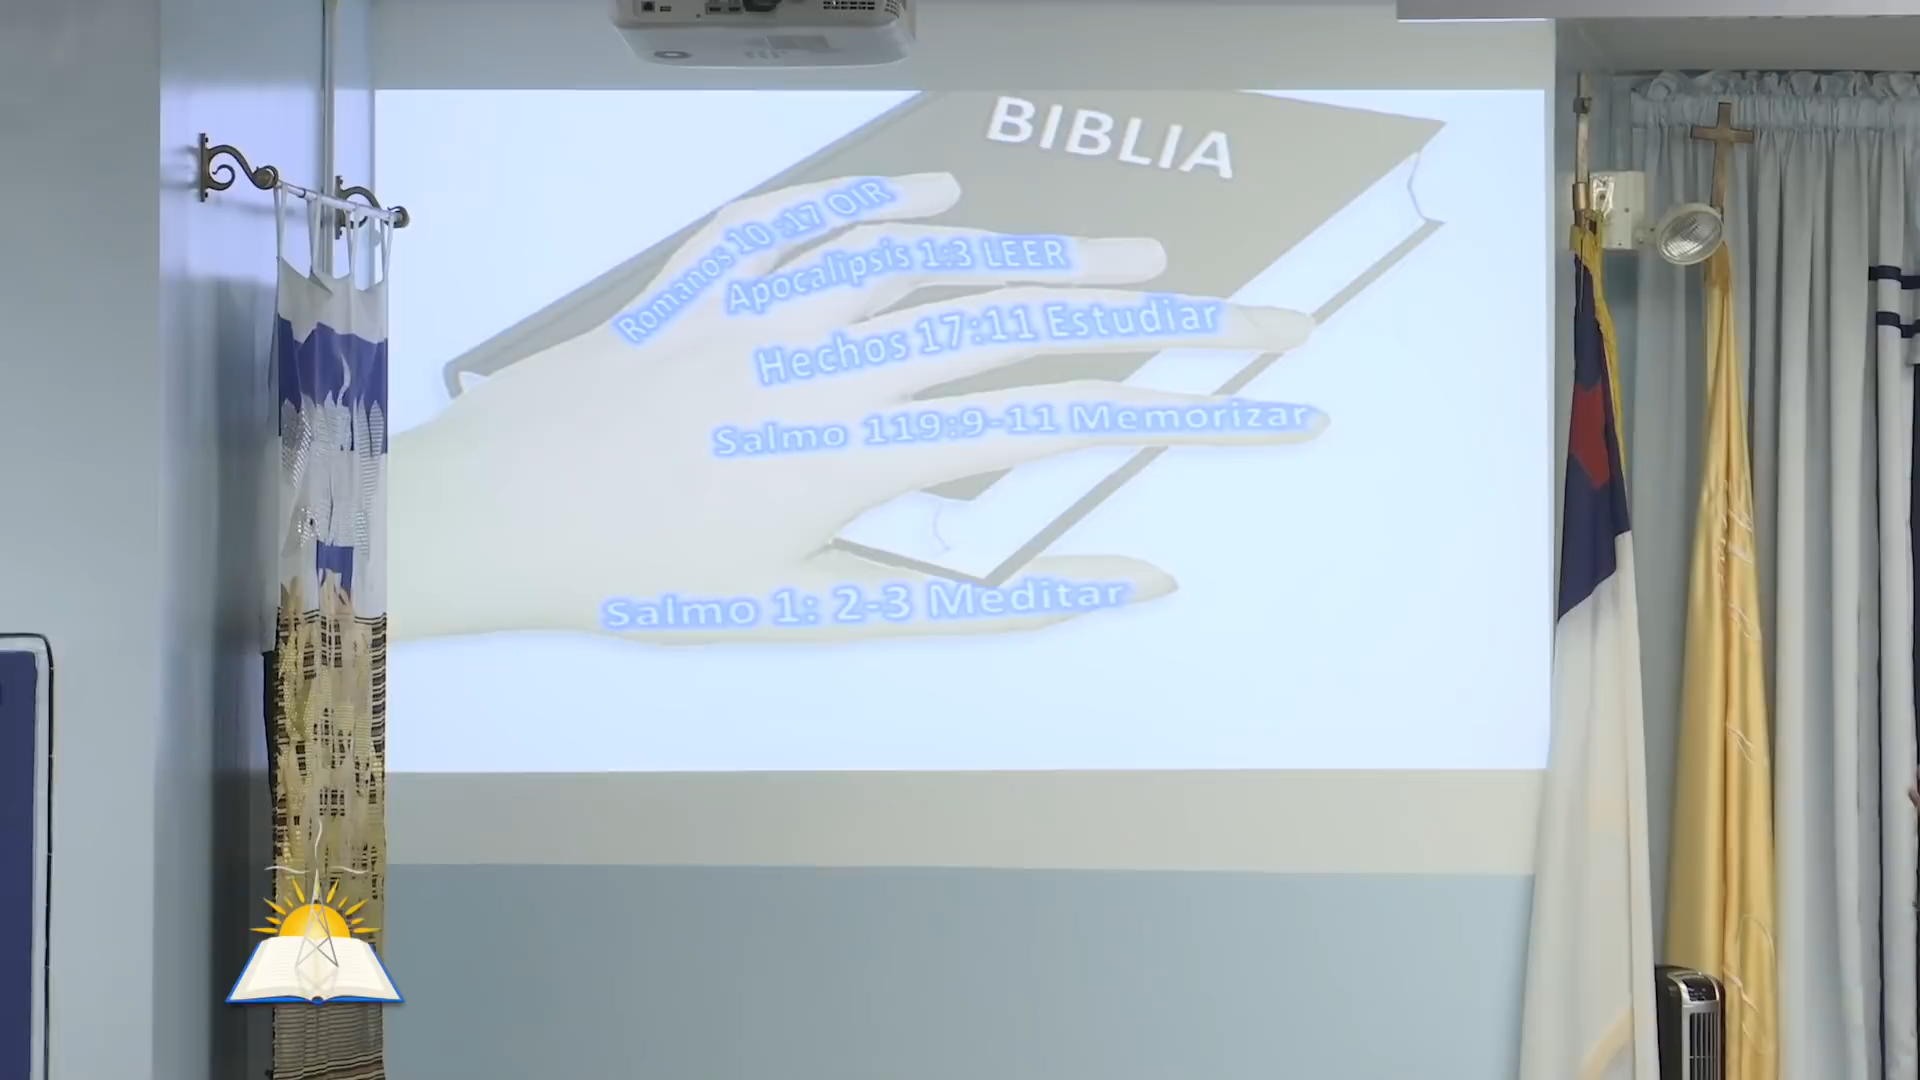 BIBLIA
Romanos 10 :17 OIR
Apocalipsis 1:3 LEER
Hechos 17:11 Estudiar
Salmo 119:9-11 Memorizar
Salmo 1: 2-3 Meditar